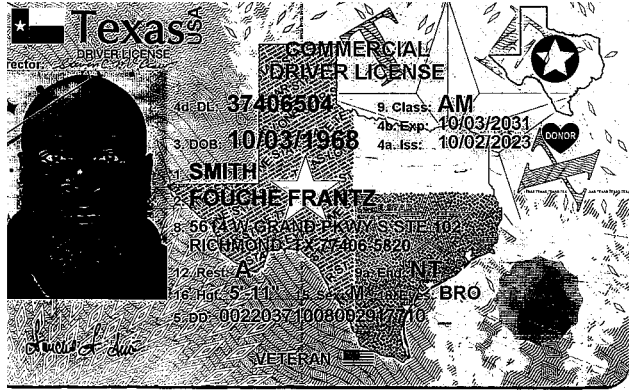 Texas USA
DRIVER LICENSE
COMMERCIAL
DRIVER LICENSE
4d. DL: 37406504 9. Class: AM
4b. Exp: 10/03/2031
3. DOB: 10/03/1968 4a. Iss: 10/02/2023
DONOR
1. SMITH
2. FOUCHE FRANTZ
8. 5614 W GRAND PKWY S STE 102
RICHMOND, TX 77406-5820
12. Rest: A 9a. End: NT
16. Hgt: 5'-11" 15. Sex: M Eyes: BRO
5. DD:
VETERAN